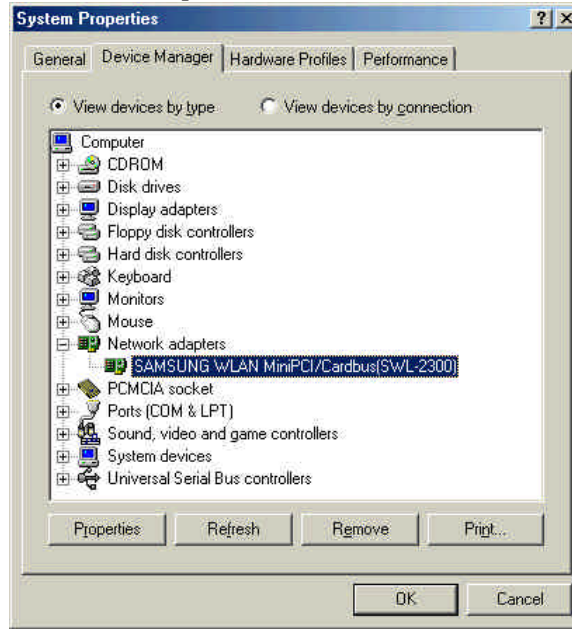 System Properties
General Device Manager Hardware Profiles Performance
View devices by type View devices by connection
Computer
CDROM
Disk drives
Display adapters
Floppy disk controllers
Hard disk controllers
Keyboard
Monitors
Mouse
Network adapters
SAMSUNG WLAN MiniPCI/Cardbus(SWL-2300)
PCMCIA socket
Ports (COM & LPT)
Sound, video and game controllers
System devices
Universal Serial Bus controllers
Properties Refresh Remove Print...
OK Cancel